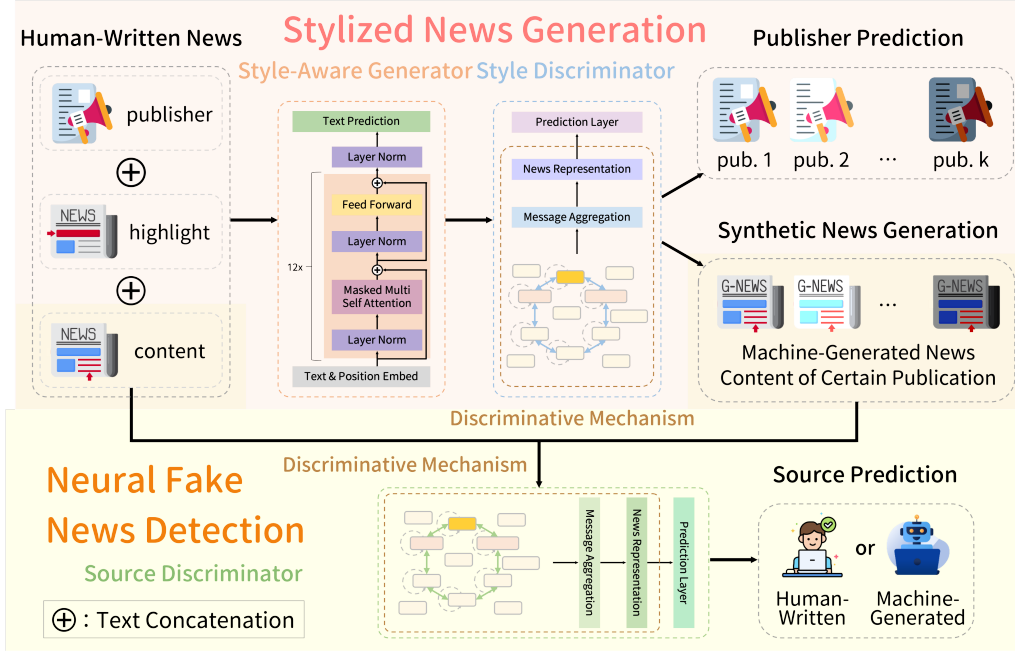 Stylized News Generation
Human-Written News
publisher
NEWS
highlight
NEWS
content
Style-Aware Generator
Text Prediction
Layer Norm
Feed Forward
Layer Norm
12x
Masked Multi
Self Attention
Layer Norm
Text & Position Embed
Style Discriminator
Prediction Layer
News Representation
Message Aggregation
Publisher Prediction
pub. 1
pub. 2
...
pub. k
Synthetic News Generation
G-NEWS
G-NEWS
...
G-NEWS
Machine-Generated News
Content of Certain Publication
Discriminative Mechanism
Neural Fake
News Detection
Source Discriminator
⊕ : Text Concatenation
Discriminative Mechanism
Message Aggregation
News Representation
Prediction Layer
Source Prediction
Human-
Written
or
Machine-
Generated